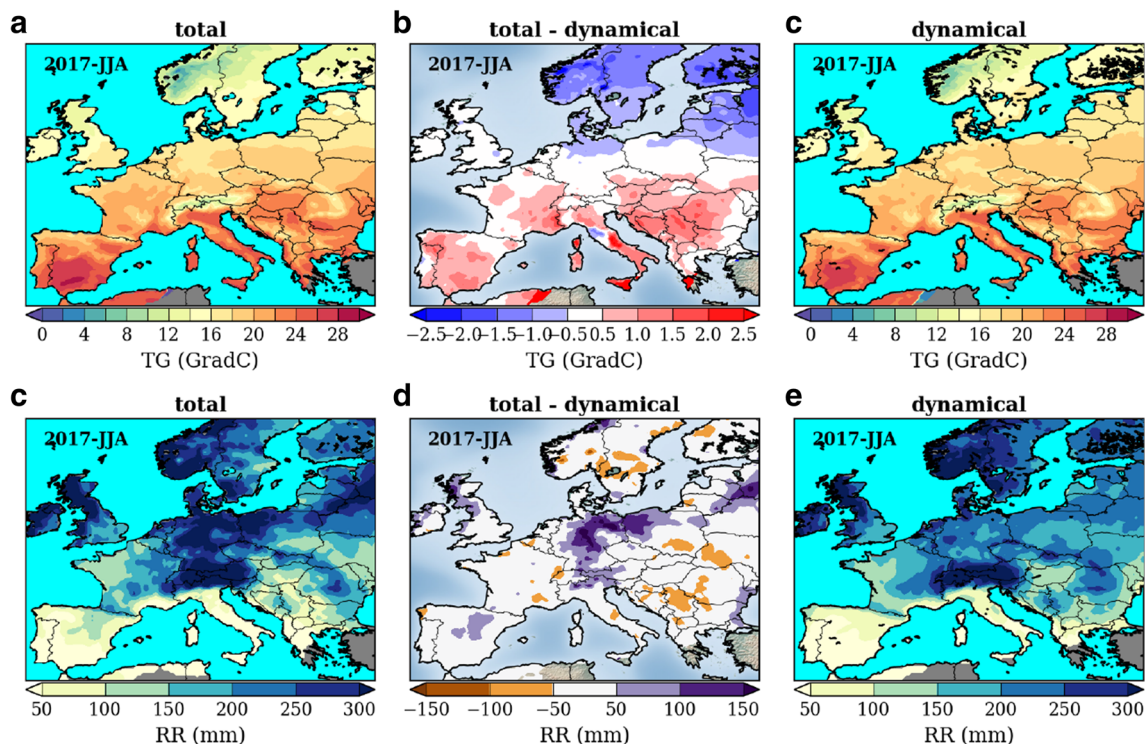 a
total
b
total - dynamical
c
dynamical
2017-JJA
2017-JJA
2017-JJA
0 4 8 12 16 20 24 28
−2.5−2.0−1.5−1.0−0.5 0.5 1.0 1.5 2.0 2.5
0 4 8 12 16 20 24 28
TG (GradC)
TG (GradC)
TG (GradC)
c
total
d
total - dynamical
e
dynamical
2017-JJA
2017-JJA
2017-JJA
50 100 150 200 250 300
−150 −100 −50 50 100 150
50 100 150 200 250 300
RR (mm)
RR (mm)
RR (mm)